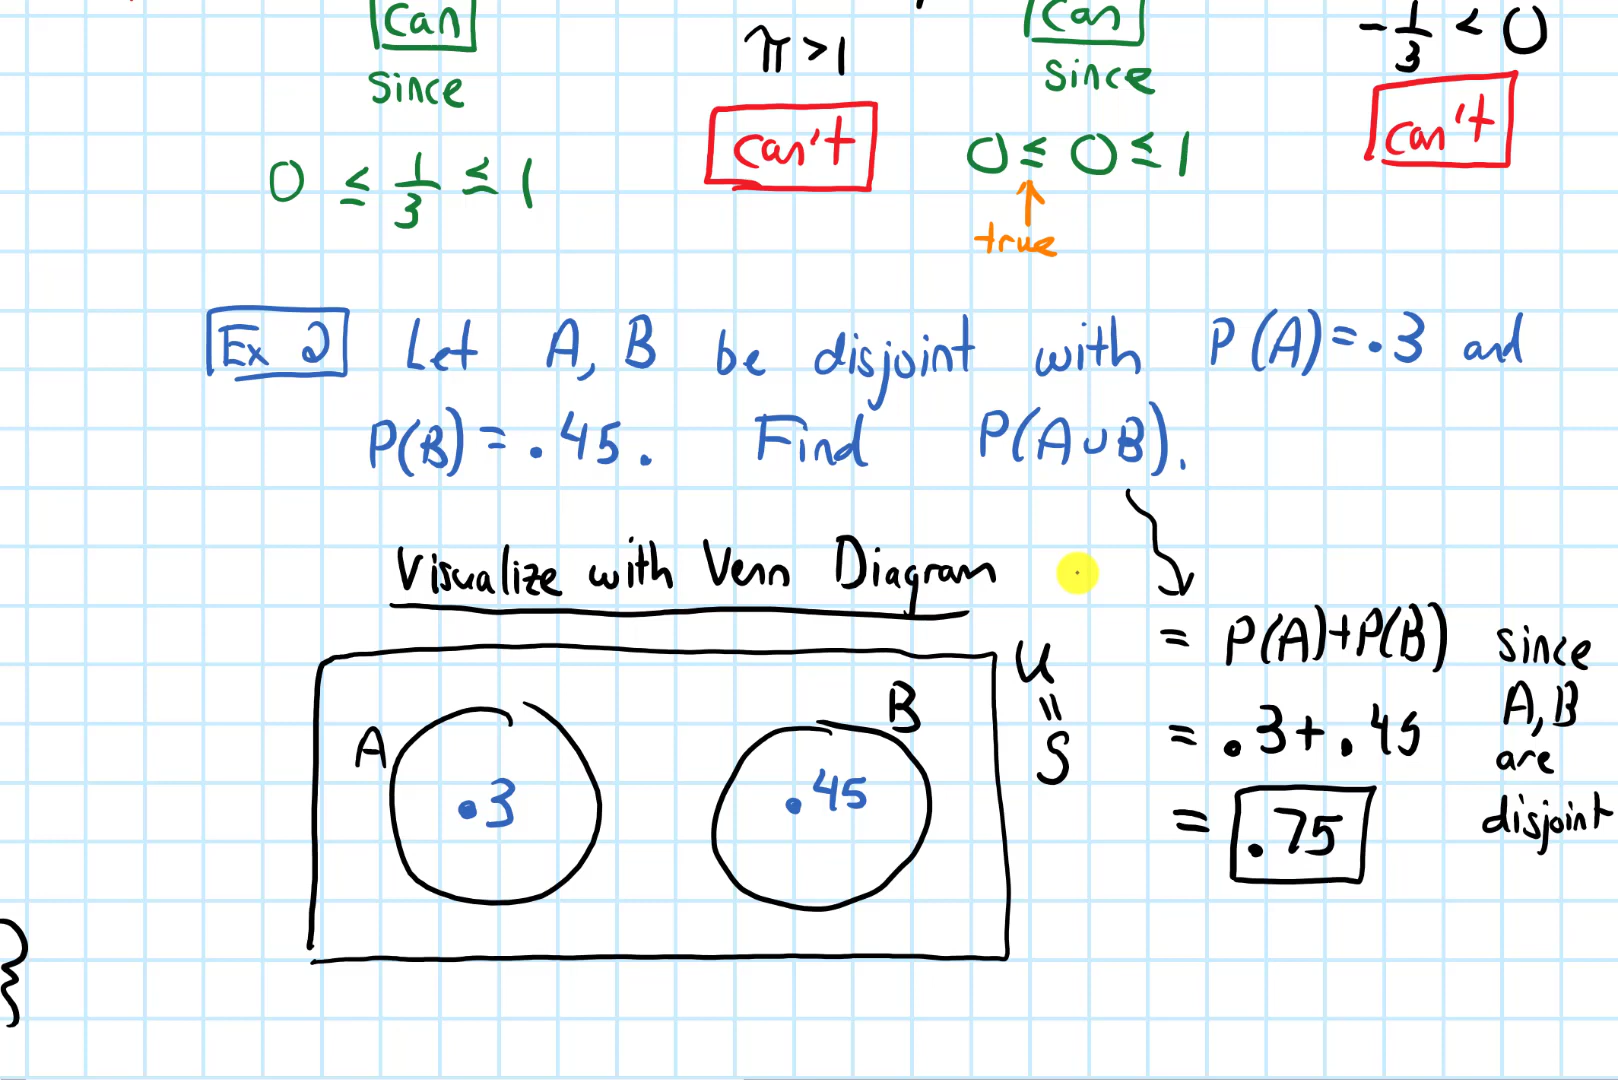 can
since
0 ≤ 1/3 ≤ 1
π > 1
can't
can
since
0 ≤ 0 ≤ 1
↑
true
-1/3 < 0
can't
Ex 2 Let A, B be disjoint with P(A) = .3 and
P(B) = .45. Find P(A∪B).
Visualize with Venn Diagram
A
.3
B
.45
U
=
S
= P(A)+P(B) since
A, B
are
disjoint
= .3 + .45
= .75
}